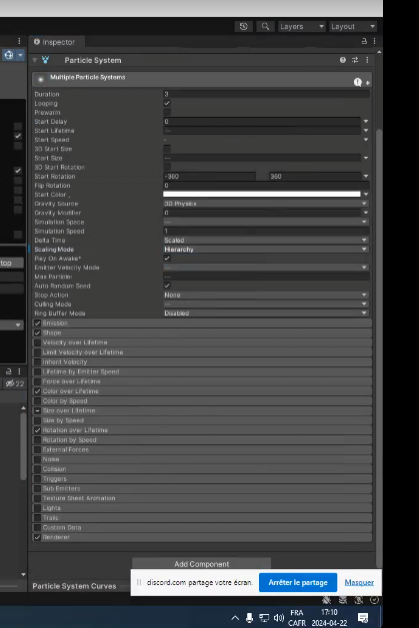 Layers Layout
Inspector
Particle System
Multiple Particle Systems
Duration 3
Looping
Prewarm
Start Delay 0
Start Lifetime —
Start Speed —
3D Start Size
Start Size —
3D Start Rotation
Start Rotation -360 360
Flip Rotation 0
Start Color
Gravity Source 3D Physics
Gravity Modifier 0
Simulation Space —
Simulation Speed 1
Delta Time Scaled
Scaling Mode Hierarchy
Play On Awake*
Emitter Velocity Mode —
Max Particles —
top
Auto Random Seed
Stop Action None
Culling Mode —
Ring Buffer Mode Disabled
Emission
Shape
Velocity over Lifetime
Limit Velocity over Lifetime
Inherit Velocity
Lifetime by Emitter Speed
Force over Lifetime
22
Color over Lifetime
Color by Speed
Size over Lifetime
Size by Speed
Rotation over Lifetime
Rotation by Speed
External Forces
Noise
Collision
Triggers
Sub Emitters
Texture Sheet Animation
Lights
Trails
Custom Data
Renderer
Add Component
discord.com partage votre écran. Arrêter le partage Masquer
Particle System Curves
FRA 17:10
CAFR 2024-04-22